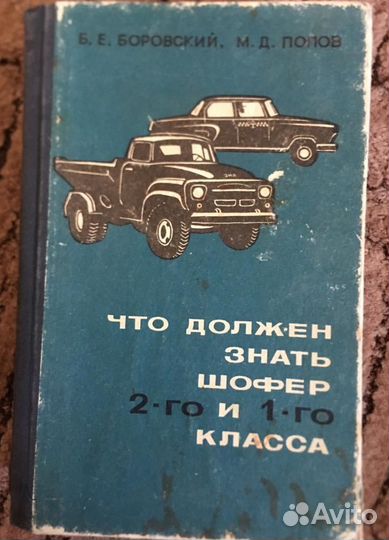 Б. Е. БОРОВСКИЙ, М. Д. ПОПОВ
ЗИЛ
ЧТО ДОЛЖЕН
ЗНАТЬ
ШОФЕР
2-ГО И 1-ГО
КЛАССА
Avito